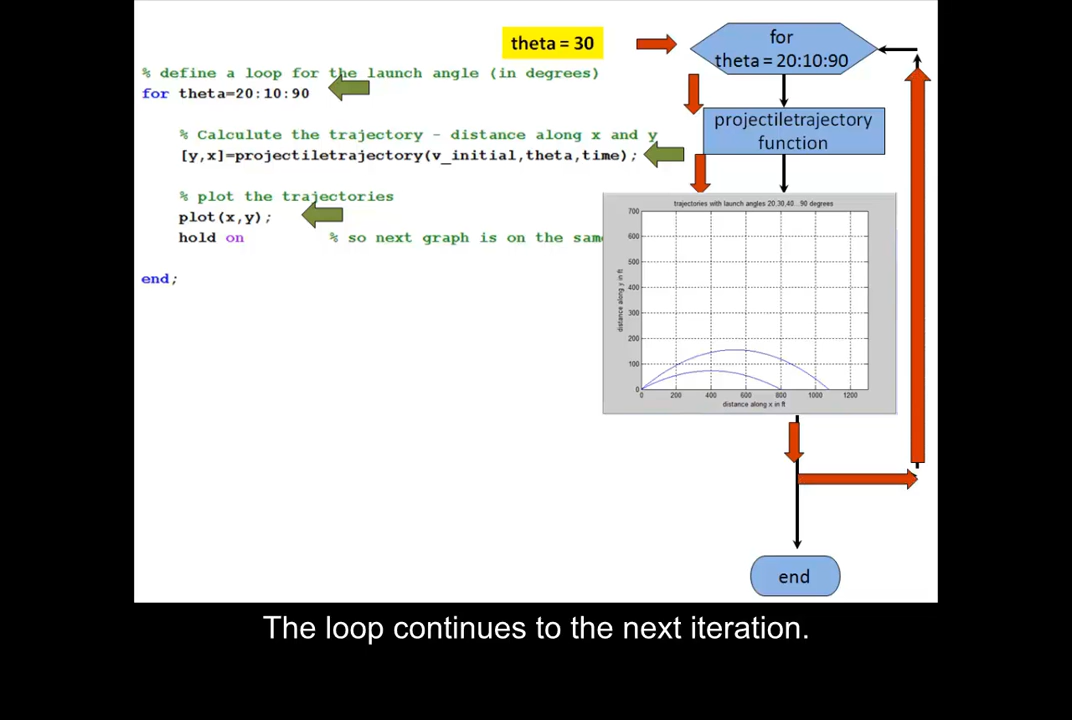 theta = 30
for
theta = 20:10:90
% define a loop for the launch angle (in degrees)
for theta=20:10:90
projectiletrajectory
function
% Calculute the trajectory - distance along x and y
[y,x]=projectiletrajectory(v_initial,theta,time);
% plot the trajectories
plot(x,y);
hold on % so next graph is on the same
end;
trajectories with launch angles 20,30,40...90 degrees
distance along y in ft
700
600
500
400
300
200
100
0
0 200 400 600 800 1000 1200
distance along x in ft
end
The loop continues to the next iteration.